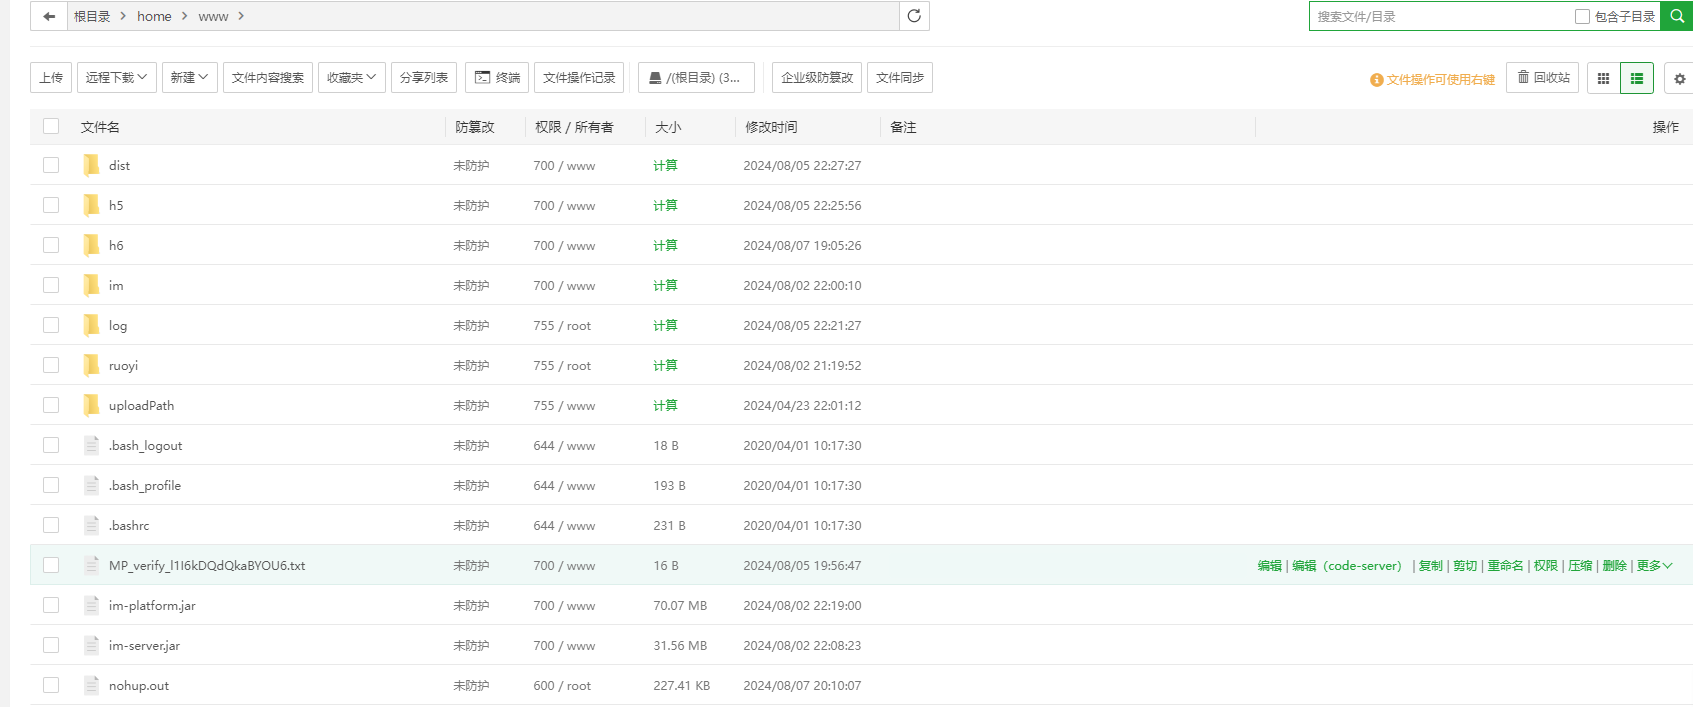 根目录 home www 搜索文件/目录 包含子目录
上传 远程下载 新建 文件内容搜索 收藏夹 分享列表 终端 文件操作记录 /(根目录) (3... 企业级防篡改 文件同步 文件操作可使用右键 回收站
文件名 防篡改 权限 / 所有者 大小 修改时间 备注 操作
dist 未防护 700 / www 计算 2024/08/05 22:27:27
h5 未防护 700 / www 计算 2024/08/05 22:25:56
h6 未防护 700 / www 计算 2024/08/07 19:05:26
im 未防护 700 / www 计算 2024/08/02 22:00:10
log 未防护 755 / root 计算 2024/08/05 22:21:27
ruoyi 未防护 755 / root 计算 2024/08/02 21:19:52
uploadPath 未防护 755 / www 计算 2024/04/23 22:01:12
.bash_logout 未防护 644 / www 18 B 2020/04/01 10:17:30
.bash_profile 未防护 644 / www 193 B 2020/04/01 10:17:30
.bashrc 未防护 644 / www 231 B 2020/04/01 10:17:30
MP_verify_l1I6kDQdQkaBYOU6.txt 未防护 700 / www 16 B 2024/08/05 19:56:47 编辑 | 编辑（code-server） | 复制 | 剪切 | 重命名 | 权限 | 压缩 | 删除 | 更多
im-platform.jar 未防护 700 / www 70.07 MB 2024/08/02 22:19:00
im-server.jar 未防护 700 / www 31.56 MB 2024/08/02 22:08:23
nohup.out 未防护 600 / root 227.41 KB 2024/08/07 20:10:07